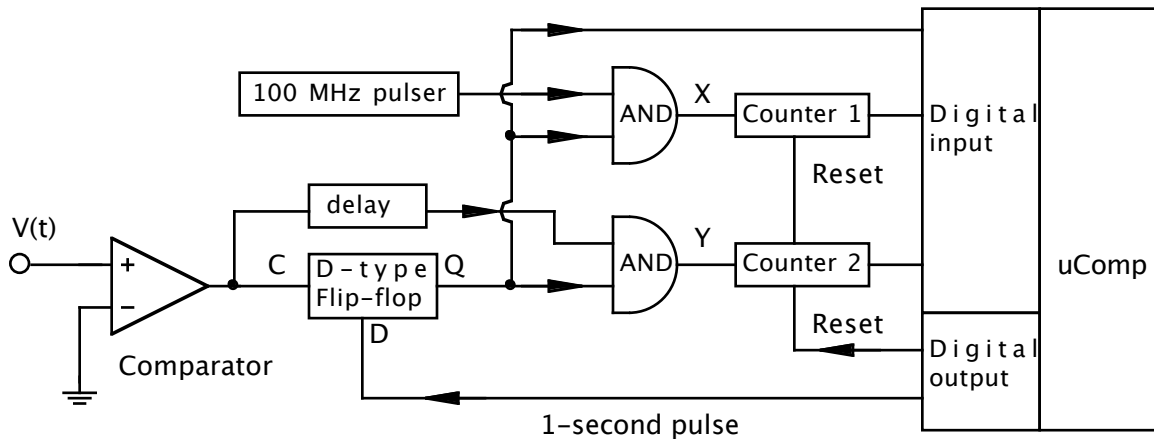 100 MHz pulser
AND
X
Counter 1
Digital
input
Reset
delay
V(t)
+
−
C
D-type
Flip-flop
Q
D
AND
Y
Counter 2
uComp
Reset
Digital
output
Comparator
1-second pulse